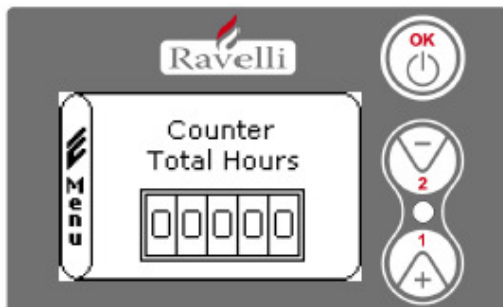 Ravelli
OK
Menu
Counter
Total Hours
00000
−
2
1
+